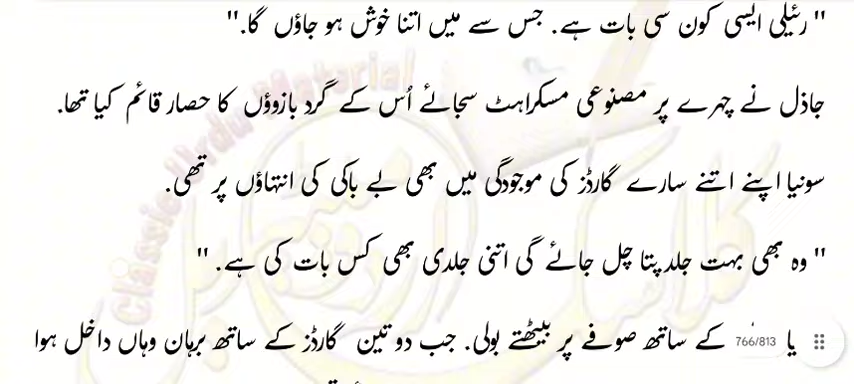 " رئیلی ایسی کون سی بات ہے. جس سے میں اتنا خوش ہو جاؤں گا."
جاذل نے چہرے پر مصنوعی مسکراہٹ سجائے اُس کے گرد بازوؤں کا حصار قائم کیا تھا.
سونیا اپنے اتنے سارے گارڈز کی موجودگی میں بھی بے باکی کی انتہاؤں پر تھی.
" وہ بھی بہت جلد پتا چل جائے گی اتنی جلدی بھی کس بات کی ہے. "
یا کے ساتھ صوفے پر بیٹھتے بولی. جب دو تین گارڈز کے ساتھ برہان وہاں داخل ہوا
766/813
Classic Urdu Material